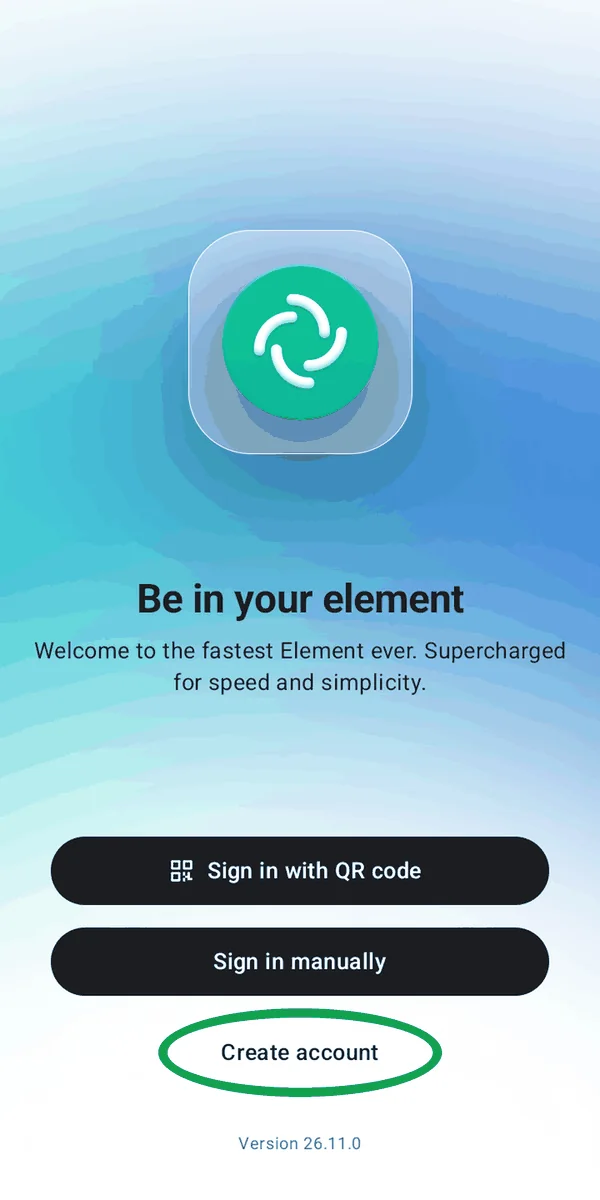 Be in your element
Welcome to the fastest Element ever. Supercharged
for speed and simplicity.
Sign in with QR code
Sign in manually
Create account
Version 26.11.0